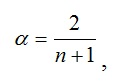 α = 2 / (n + 1) ,